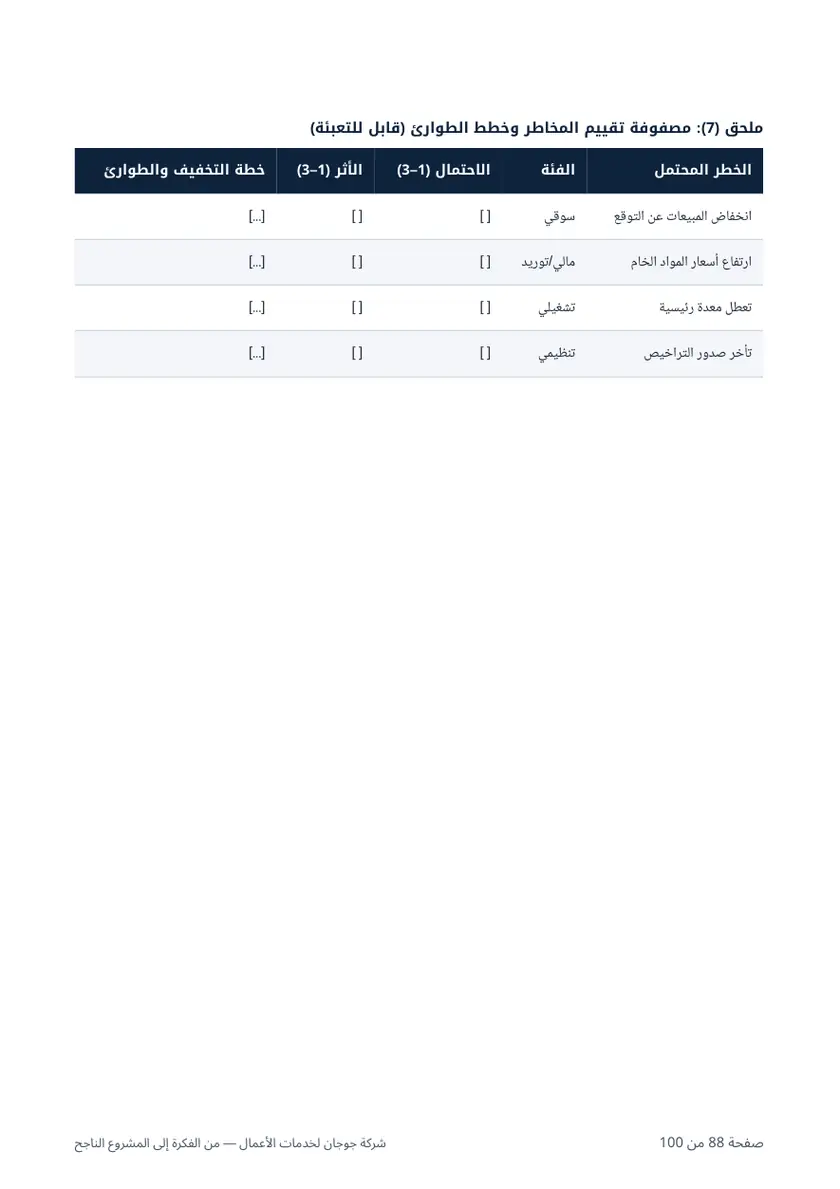 ملحق (7): مصفوفة تقييم المخاطر وخطط الطوارئ (قابل للتعبئة)
الخطر المحتمل الفئة الاحتمال (1–3) الأثر (1–3) خطة التخفيف والطوارئ
انخفاض المبيعات عن التوقع سوقي [ ] [ ] [...]
ارتفاع أسعار المواد الخام مالي/توريد [ ] [ ] [...]
تعطل معدة رئيسية تشغيلي [ ] [ ] [...]
تأخر صدور التراخيص تنظيمي [ ] [ ] [...]
صفحة 88 من 100 شركة جوجان لخدمات الأعمال — من الفكرة إلى المشروع الناجح